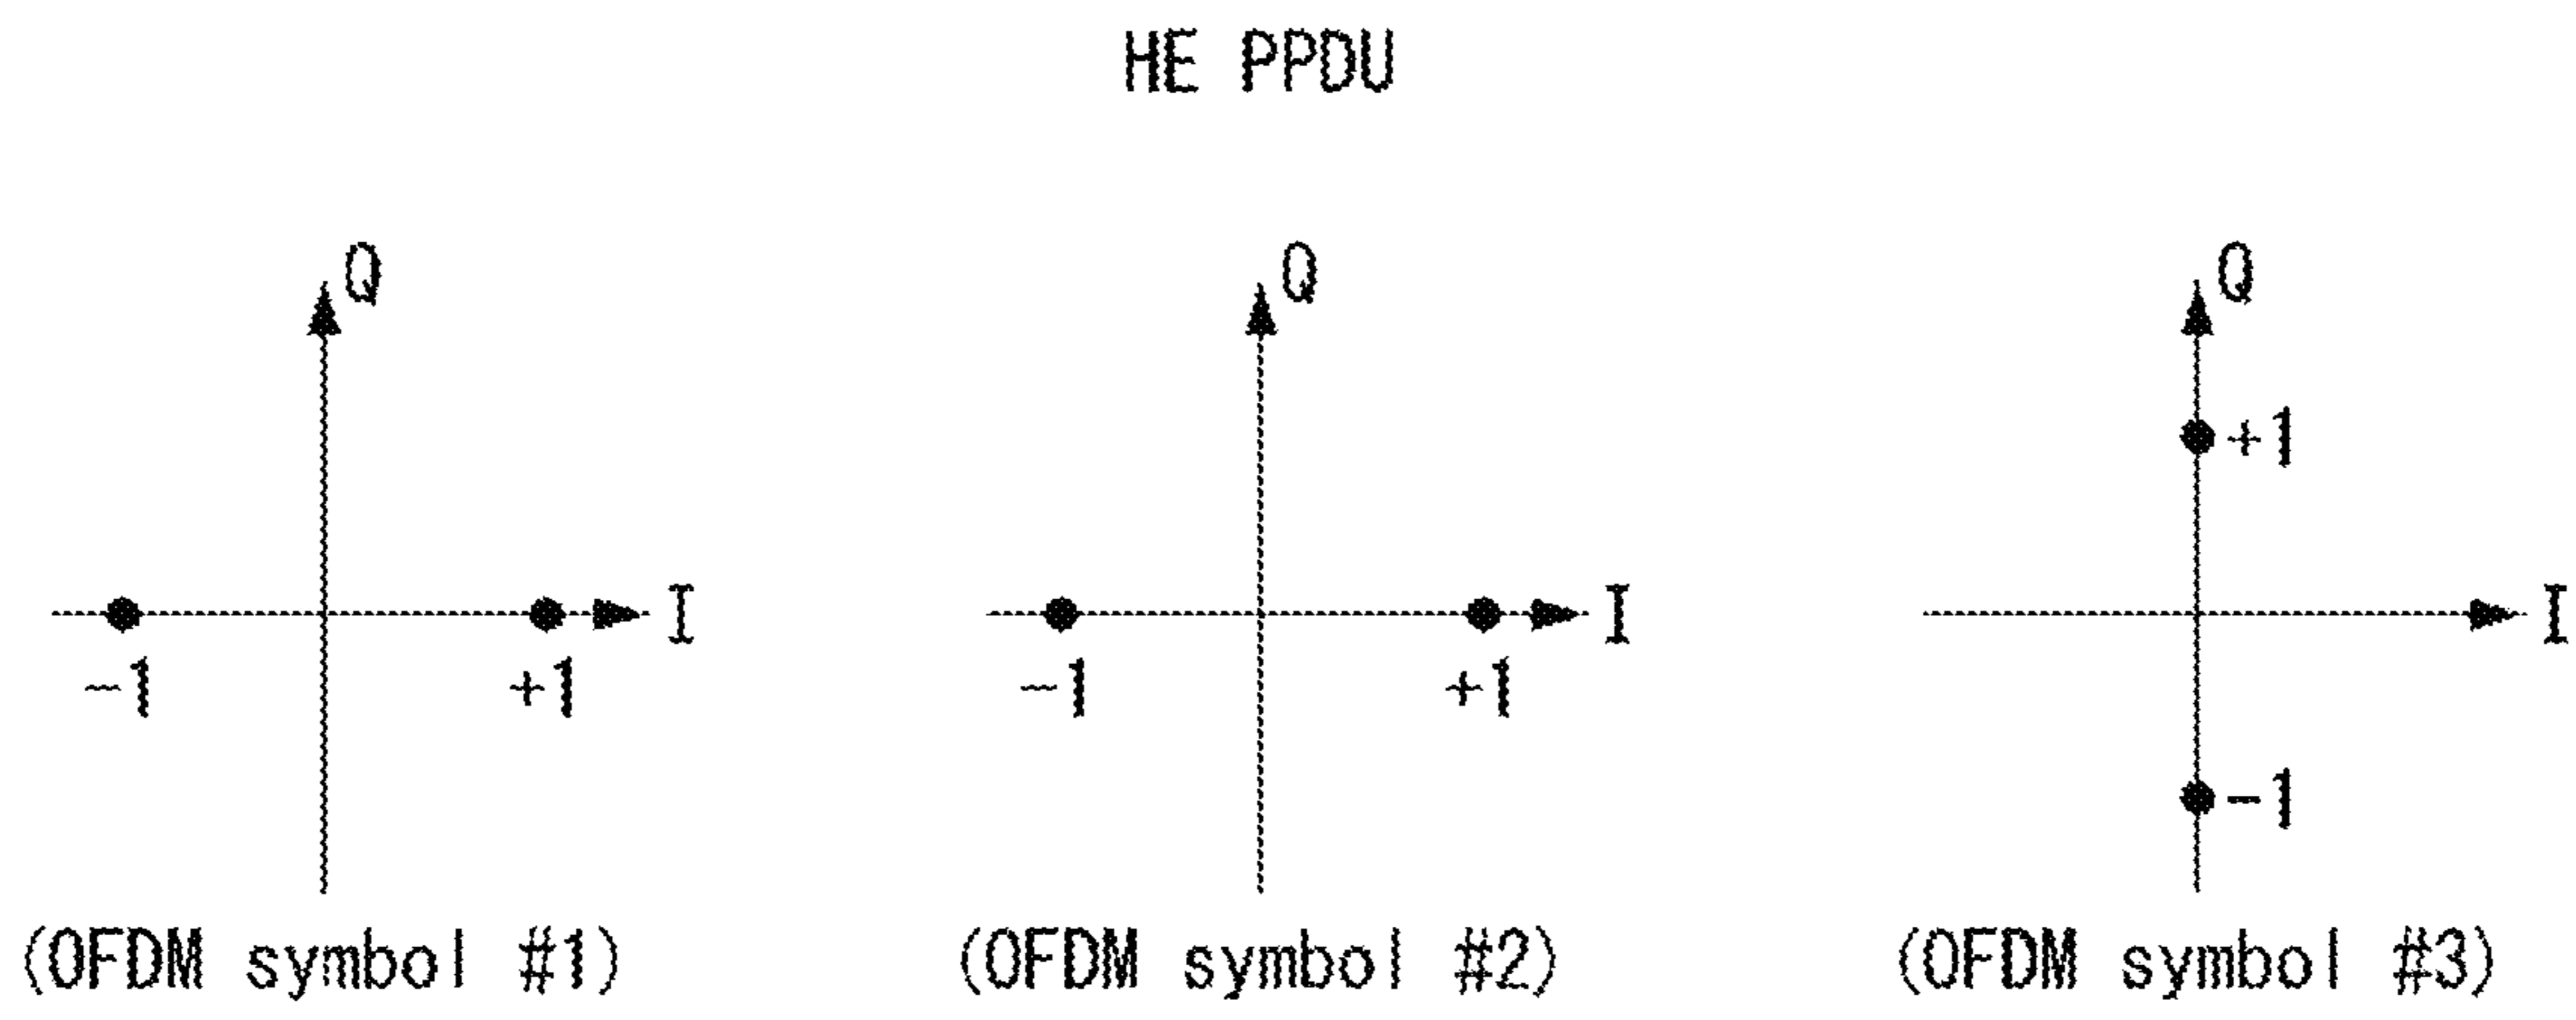 HE PPDU
Q Q Q
+1
I I I
-1 +1 -1 +1
-1
(OFDM symbol #1) (OFDM symbol #2) (OFDM symbol #3)